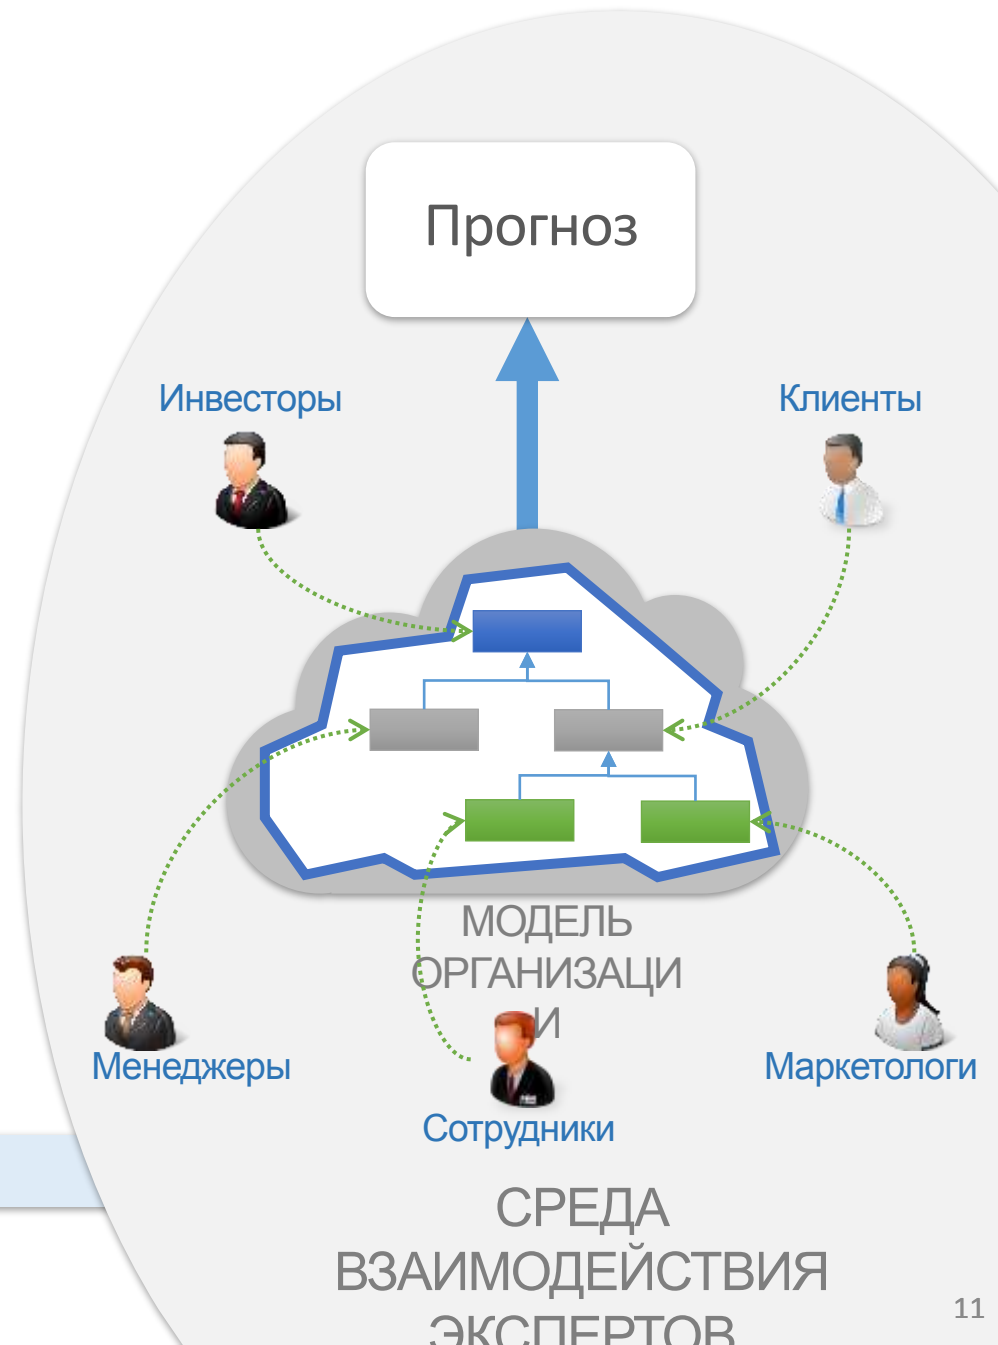 Прогноз
Инвесторы
Клиенты
МОДЕЛЬ
ОРГАНИЗАЦИ
И
Менеджеры
Маркетологи
Сотрудники
СРЕДА
ВЗАИМОДЕЙСТВИЯ
ЭКСПЕРТОВ
11